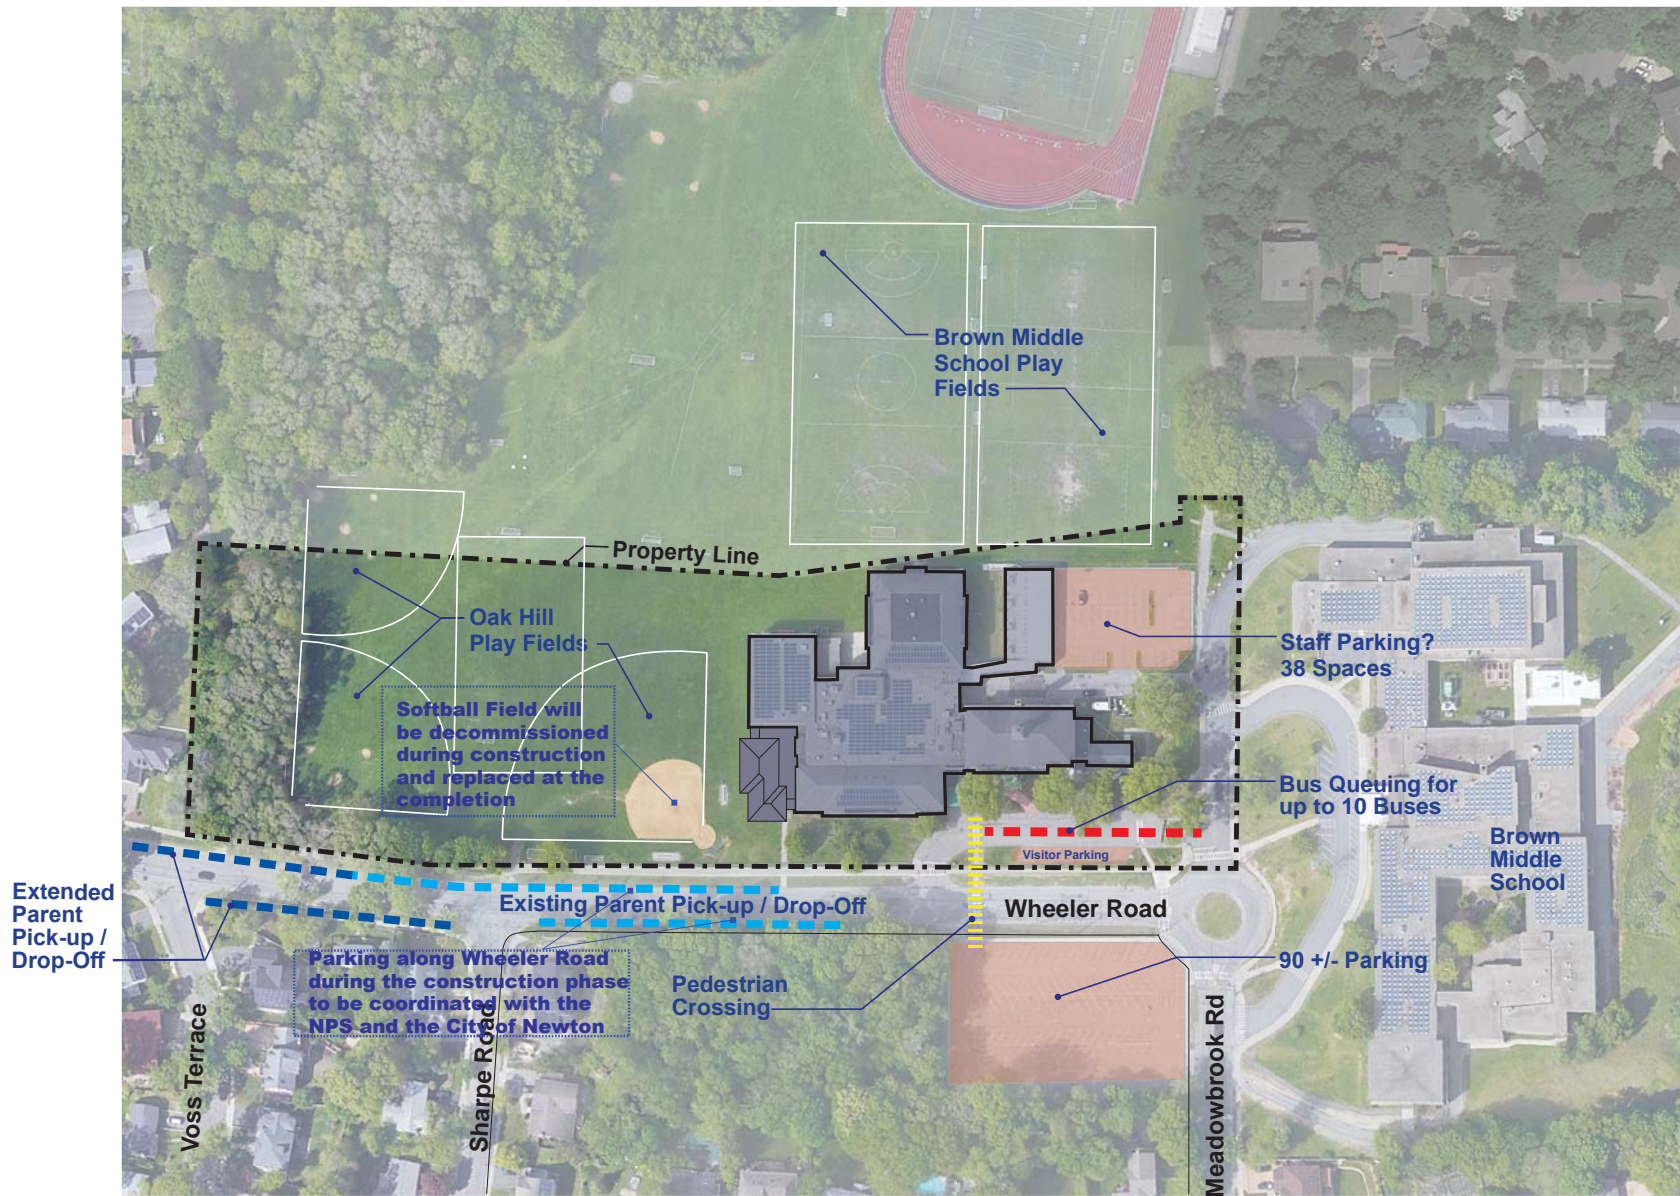 Brown Middle
School Play
Fields
Property Line
Oak Hill
Play Fields
Staff Parking?
38 Spaces
Softball Field will
be decommissioned
during construction
and replaced at the
completion
Bus Queuing for
up to 10 Buses
Brown
Middle
School
Visitor Parking
Extended
Parent
Pick-up /
Drop-Off
Existing Parent Pick-up / Drop-Off
Wheeler Road
Parking along Wheeler Road
during the construction phase
to be coordinated with the
NPS and the City of Newton
Pedestrian
Crossing
90 +/- Parking
Voss Terrace
Sharpe Road
Meadowbrook Rd